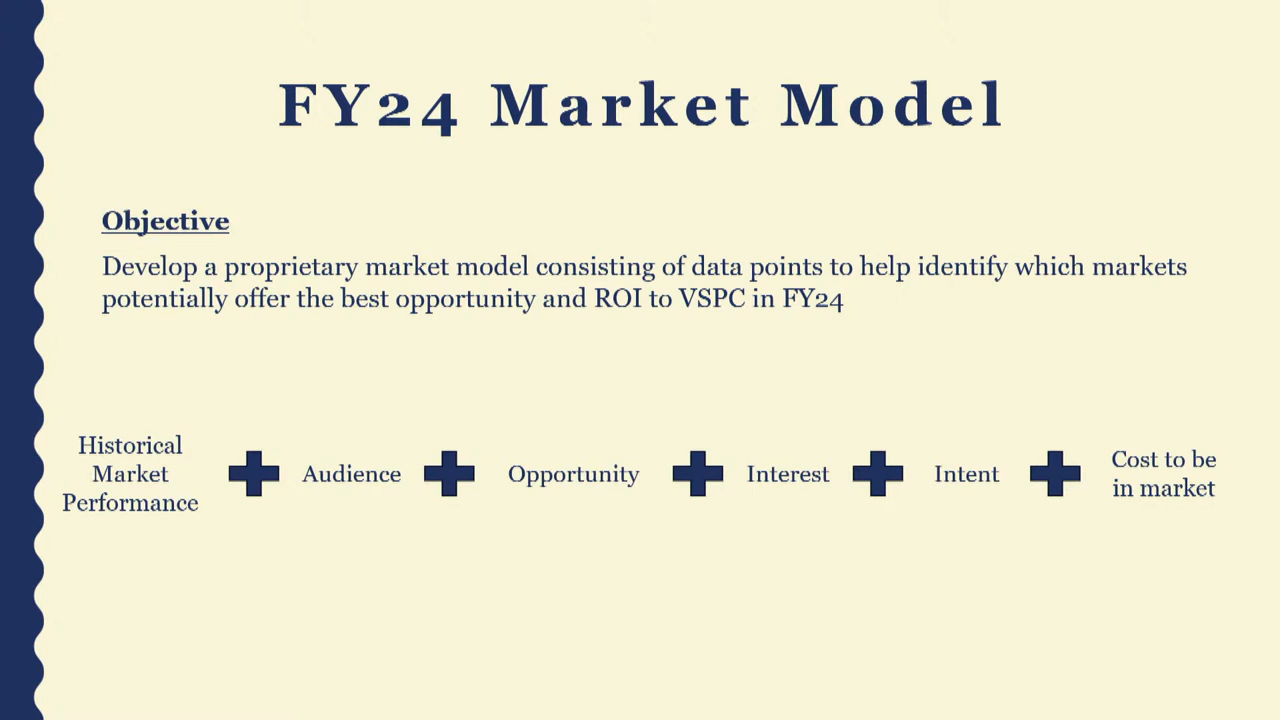 FY24 Market Model
Objective
Develop a proprietary market model consisting of data points to help identify which markets
potentially offer the best opportunity and ROI to VSPC in FY24
Historical
Market
Performance
Audience
Opportunity
Interest
Intent
Cost to be
in market